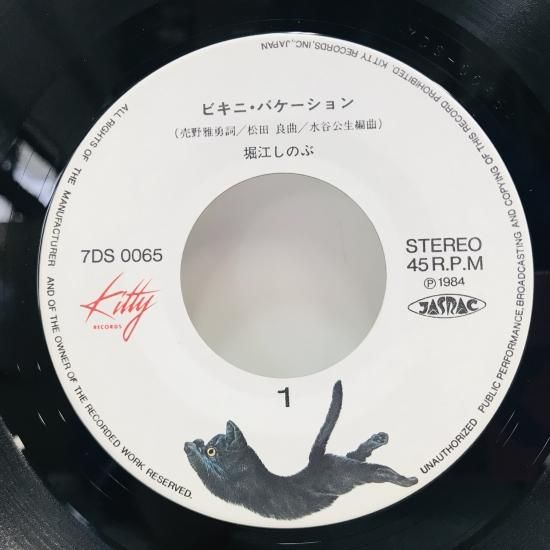 ビキニ・バケーション
(売野雅勇詞/松田 良曲/水谷公生編曲)
堀江しのぶ
7DS 0065
STEREO
45 R.P.M
Ⓟ1984
Kitty
RECORDS
JASRAC
1
ALL RIGHTS OF THE MANUFACTURER AND OF THE OWNER OF THE RECORDED WORK RESERVED.
UNAUTHORIZED PUBLIC PERFORMANCE, BROADCASTING AND COPYING OF THIS RECORD PROHIBITED. KITTY RECORDS, INC., JAPAN